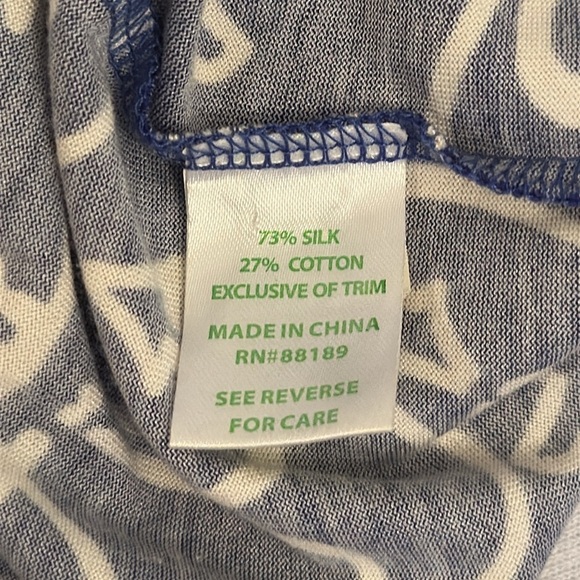 73% SILK
27% COTTON
EXCLUSIVE OF TRIM
MADE IN CHINA
RN#88189
SEE REVERSE
FOR CARE